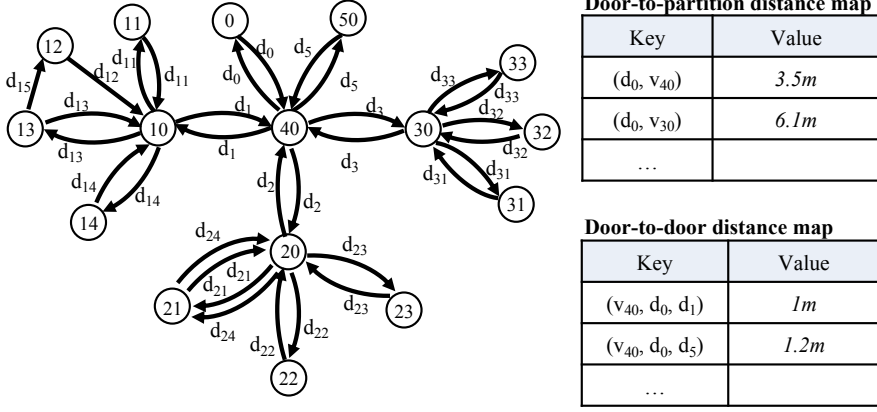 0
50
11
12
33
d₀
d₀
d₅
d₅
d₁₁
d₁₁
d₁₅
d₁₂
d₃₃
d₃₃
d₁₃
d₁
d₃
d₃₂
13
10
40
30
32
d₁₃
d₁
d₃
d₃₂
d₁₄
d₁₄
d₃₁
d₃₁
14
31
d₂
d₂
d₂₄
20
d₂₃
d₂₁
d₂₁
21
23
d₂₃
d₂₄
d₂₂
d₂₂
22
Door-to-partition distance map
Key Value
(d₀, v₄₀) 3.5m
(d₀, v₃₀) 6.1m
…
Door-to-door distance map
Key Value
(v₄₀, d₀, d₁) 1m
(v₄₀, d₀, d₅) 1.2m
…